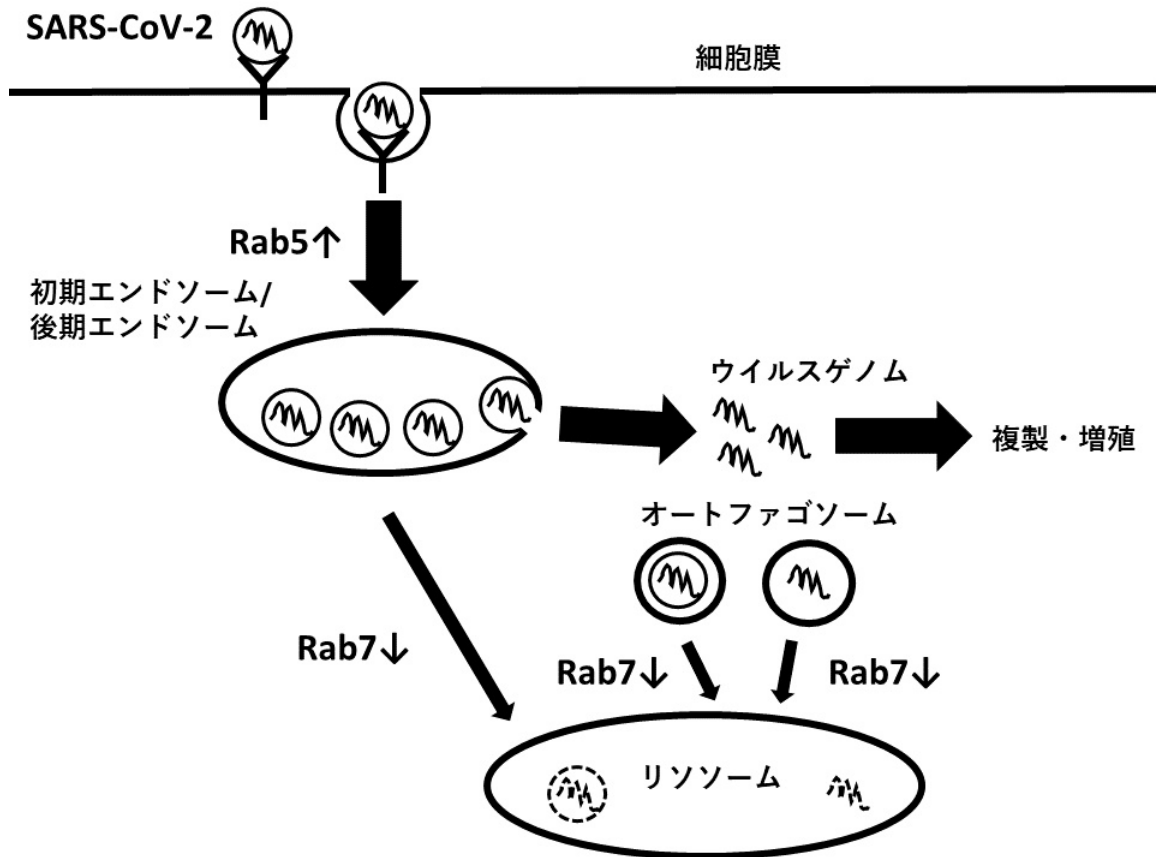 SARS-CoV-2
細胞膜
Rab5↑
初期エンドソーム/
後期エンドソーム
ウイルスゲノム
複製・増殖
オートファゴソーム
Rab7↓
Rab7↓
Rab7↓
リソソーム